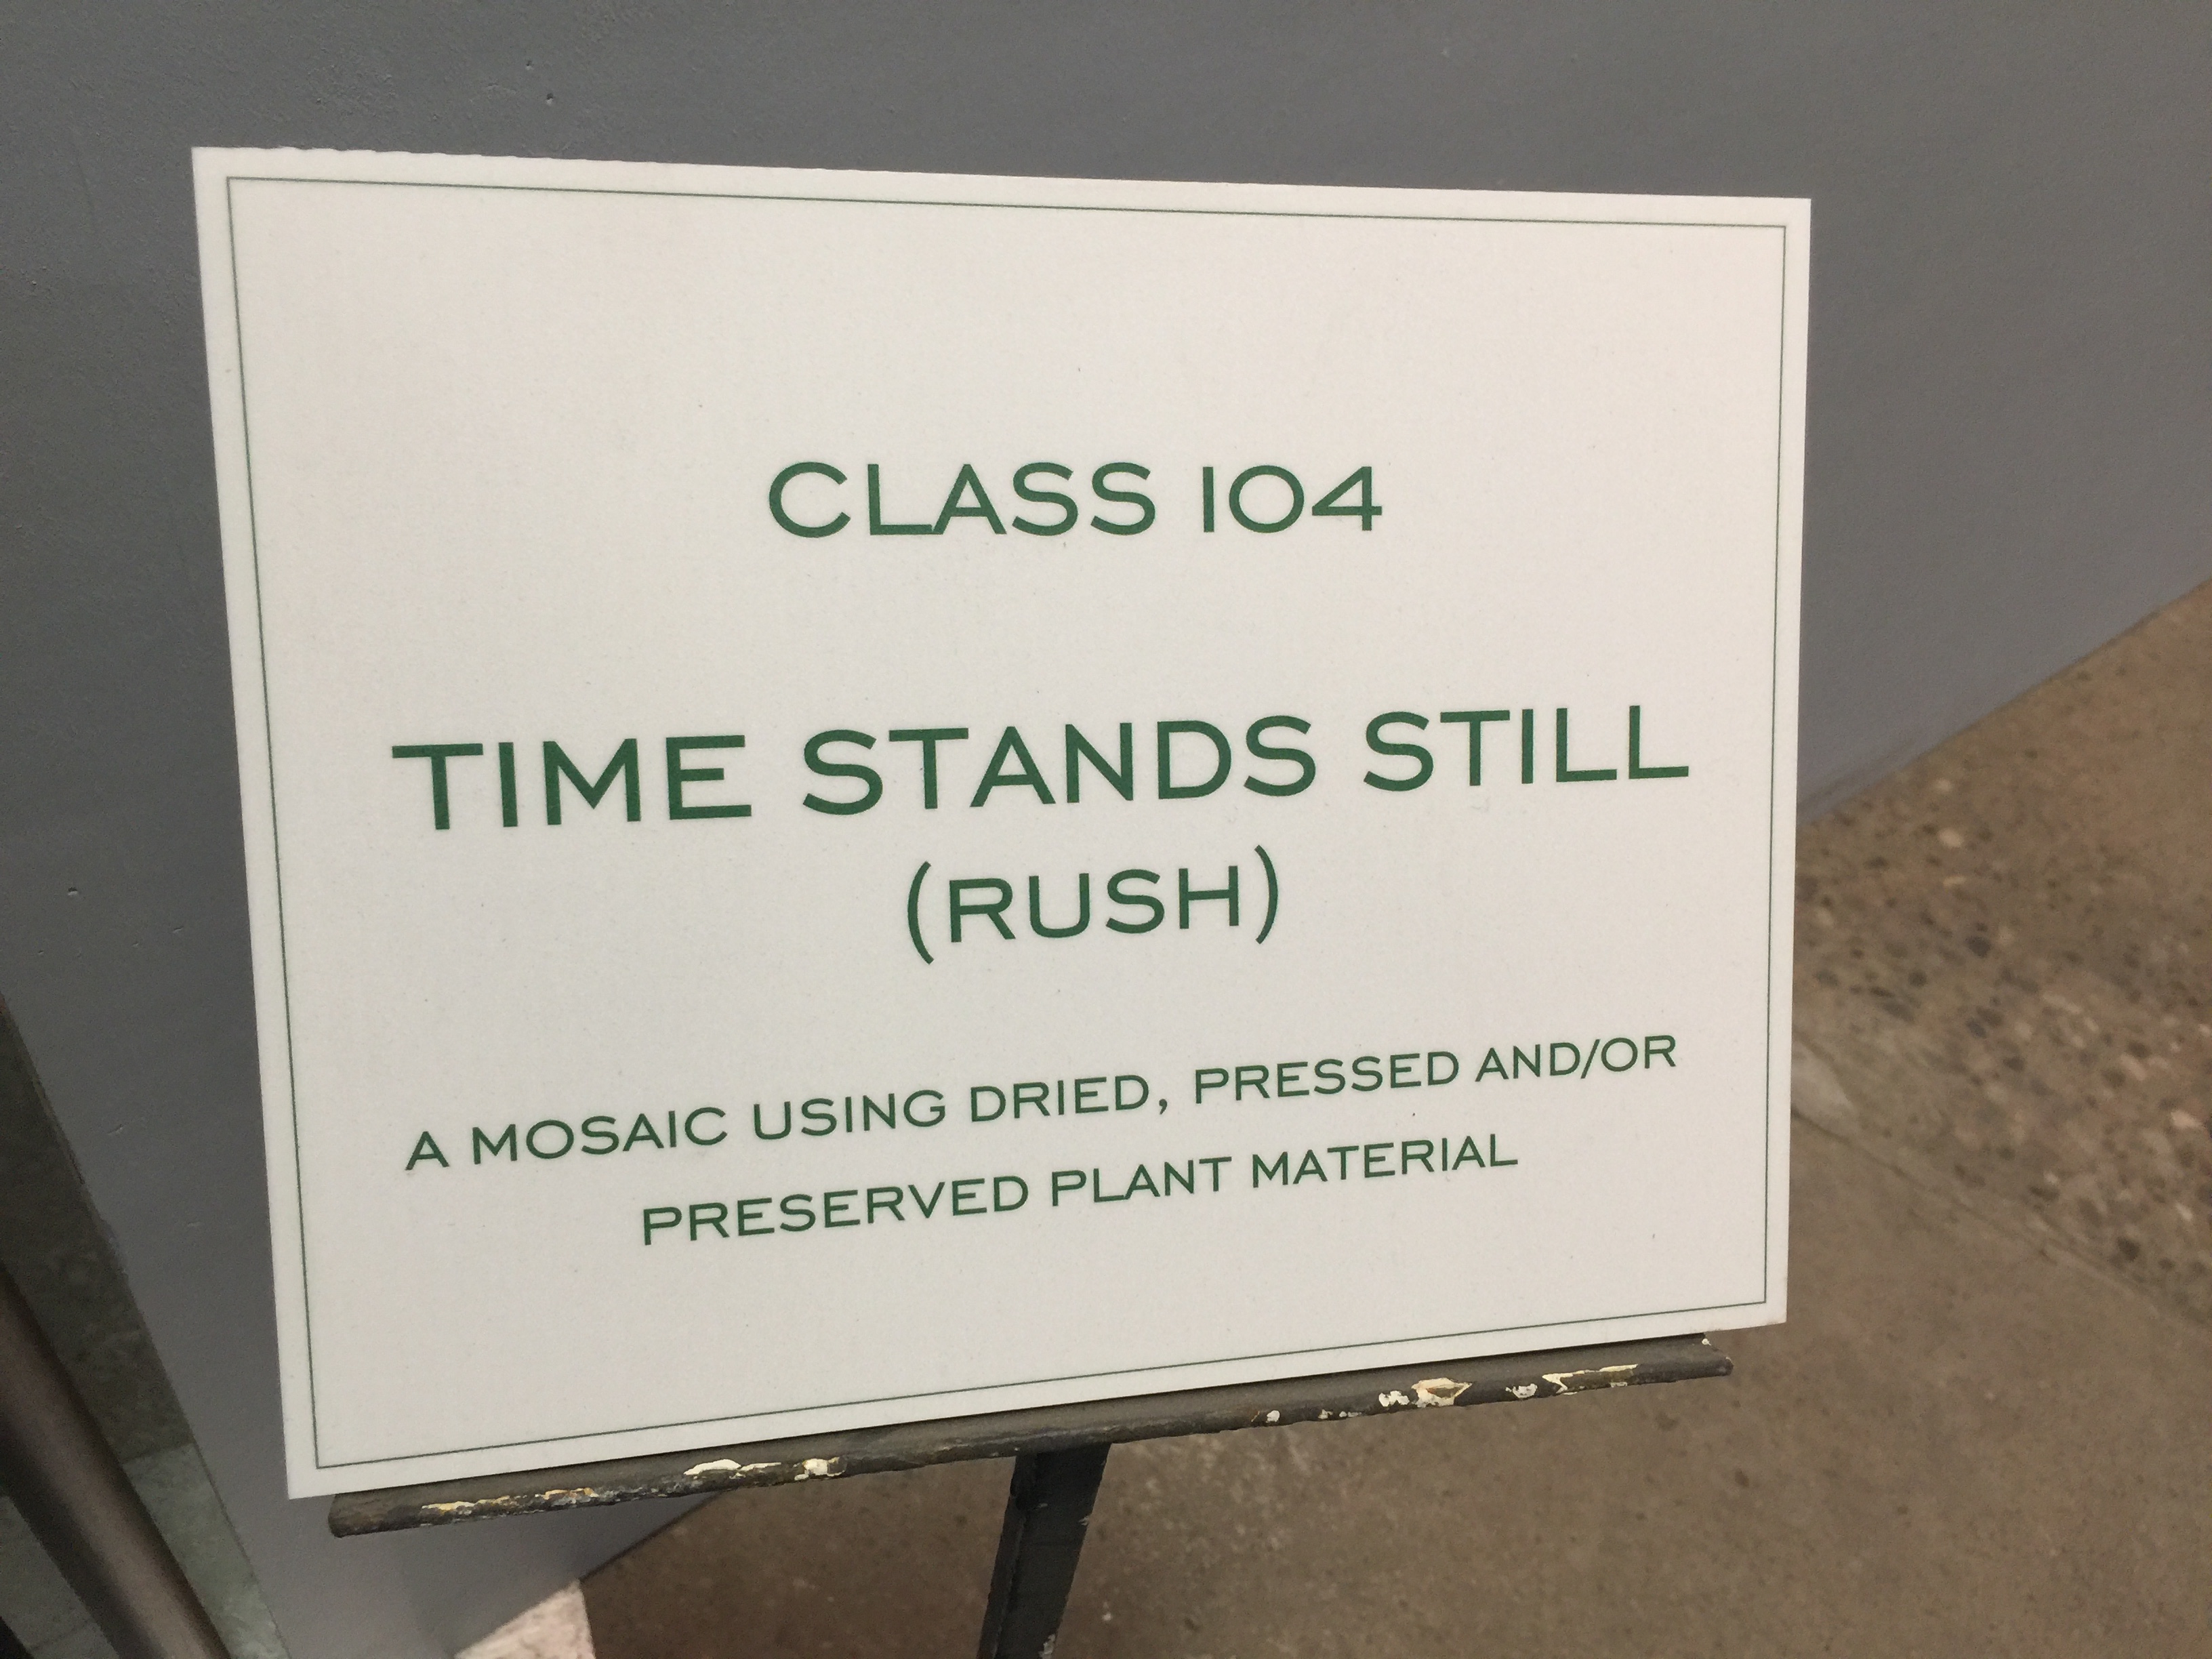 CLASS 104
TIME STANDS STILL
(RUSH)
A MOSAIC USING DRIED, PRESSED AND/OR
PRESERVED PLANT MATERIAL